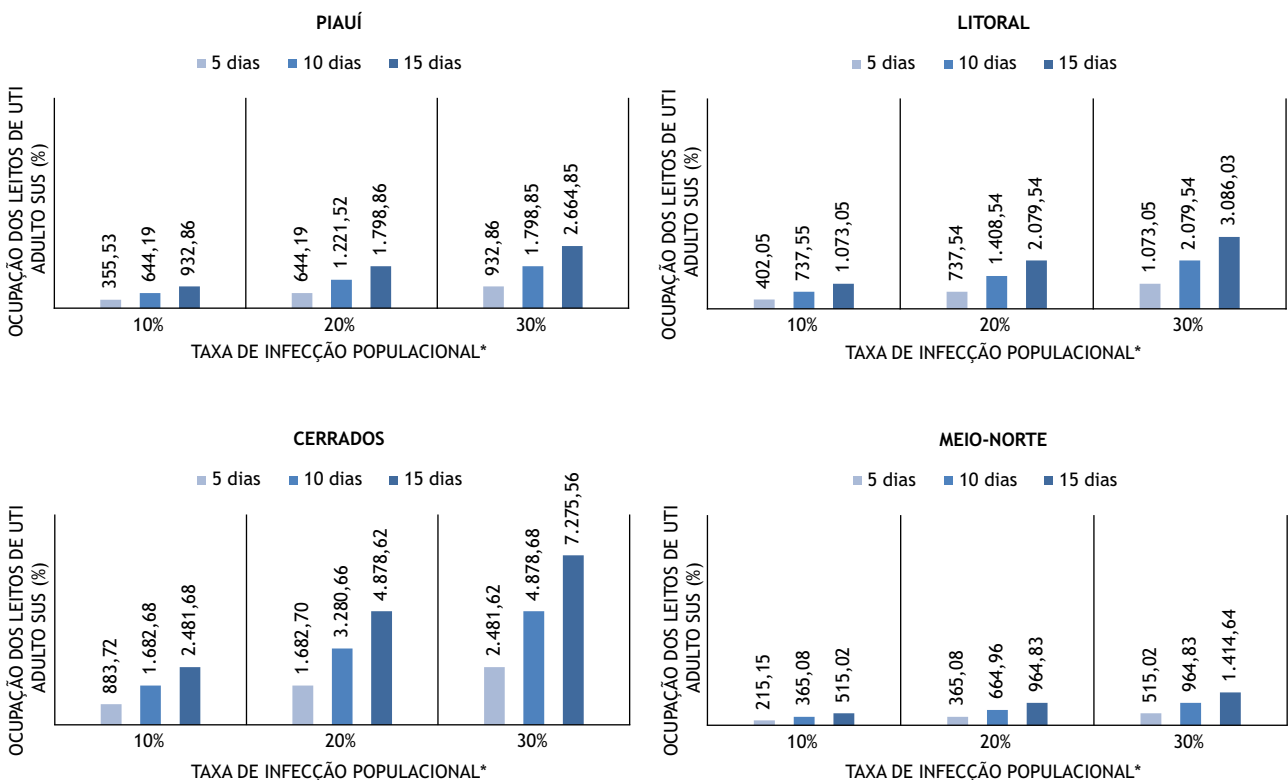 PIAUÍ
5 dias 10 dias 15 dias
OCUPAÇÃO DOS LEITOS DE UTI
ADULTO SUS (%)
355,53
644,19
932,86
644,19
1.221,52
1.798,86
932,86
1.798,85
2.664,85
10% 20% 30%
TAXA DE INFECÇÃO POPULACIONAL*
LITORAL
5 dias 10 dias 15 dias
OCUPAÇÃO DOS LEITOS DE UTI
ADULTO SUS (%)
402,05
737,55
1.073,05
737,54
1.408,54
2.079,54
1.073,05
2.079,54
3.086,03
10% 20% 30%
TAXA DE INFECÇÃO POPULACIONAL*
CERRADOS
5 dias 10 dias 15 dias
OCUPAÇÃO DOS LEITOS DE UTI
ADULTO SUS (%)
883,72
1.682,68
2.481,68
1.682,70
3.280,66
4.878,62
2.481,62
4.878,68
7.275,56
10% 20% 30%
TAXA DE INFECÇÃO POPULACIONAL*
MEIO-NORTE
5 dias 10 dias 15 dias
OCUPAÇÃO DOS LEITOS DE UTI
ADULTO SUS (%)
215,15
365,08
515,02
365,08
664,96
964,83
515,02
964,83
1.414,64
10% 20% 30%
TAXA DE INFECÇÃO POPULACIONAL*